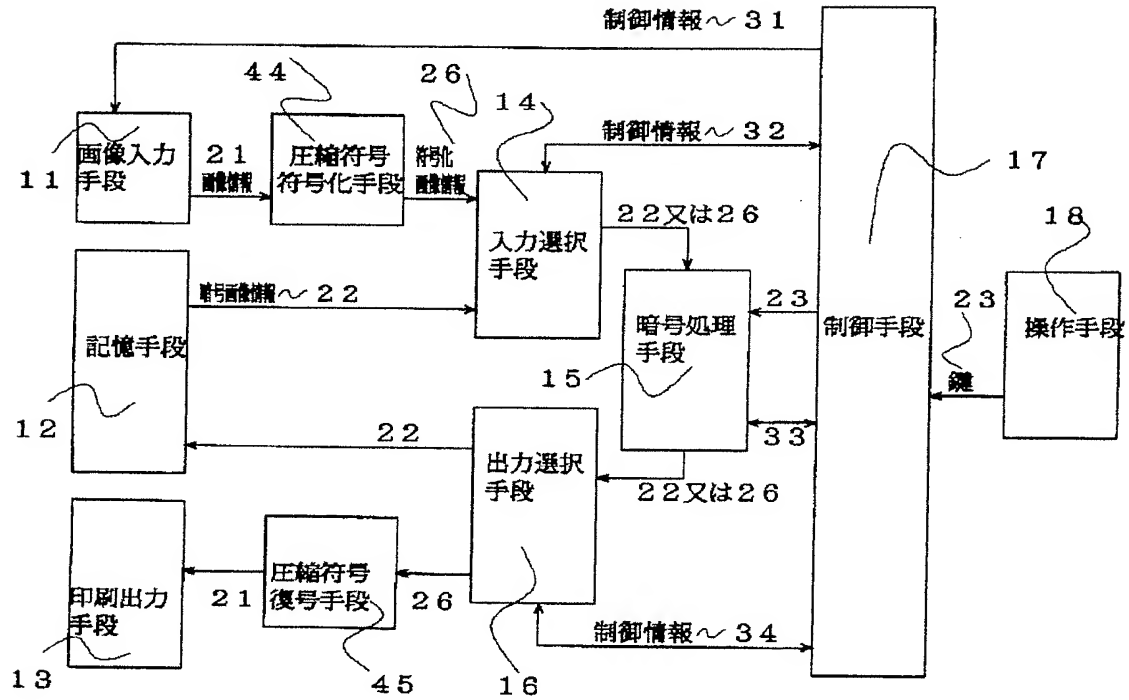 制御情報～31
44
26
14
制御情報～32
17
画像入力
手段
11
21
画像情報
圧縮符号
符号化手段
符号化
画像情報
22又は26
18
入力選択
手段
暗号画像情報～22
23
23
記憶手段
暗号処理
手段
制御手段
操作手段
15
鍵
12
22
33
出力選択
手段
22又は26
圧縮符号
復号手段
21
26
印刷出力
手段
制御情報～34
13
45
16